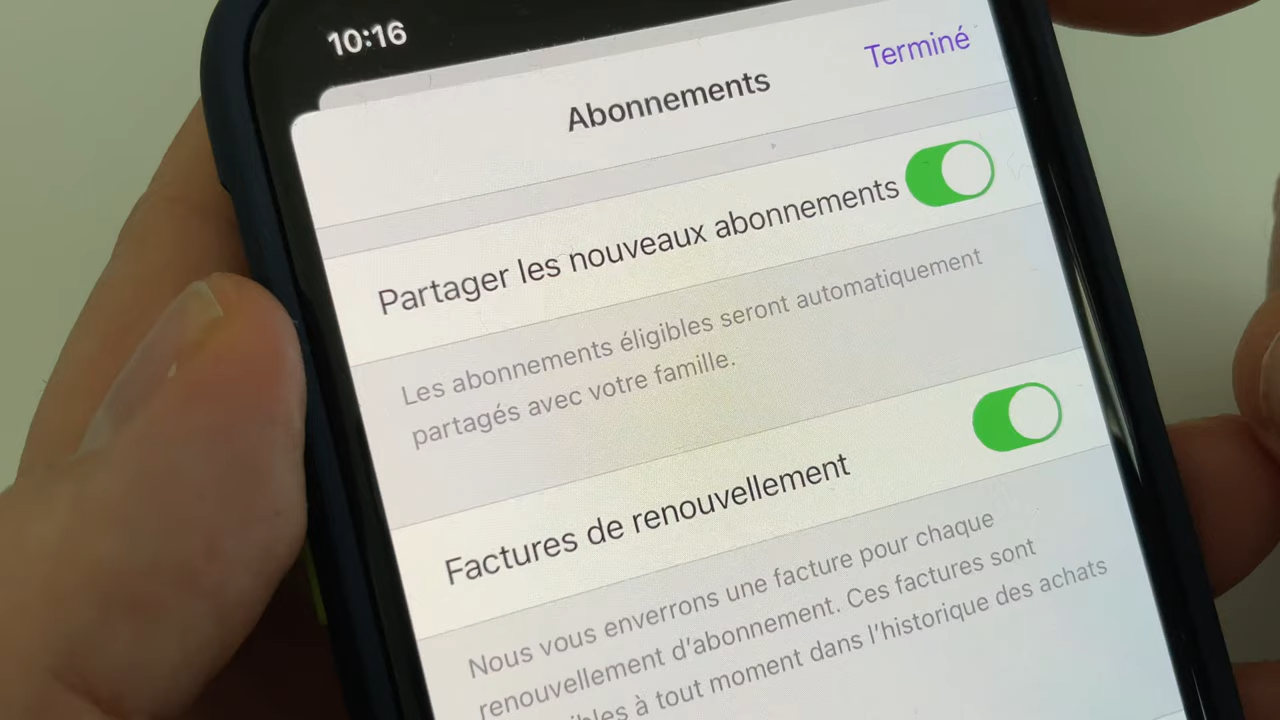 10:16
Abonnements
Terminé
Partager les nouveaux abonnements
Les abonnements éligibles seront automatiquement
partagés avec votre famille.
Factures de renouvellement
Nous vous enverrons une facture pour chaque
renouvellement d'abonnement. Ces factures sont
à tout moment dans l'historique des achats